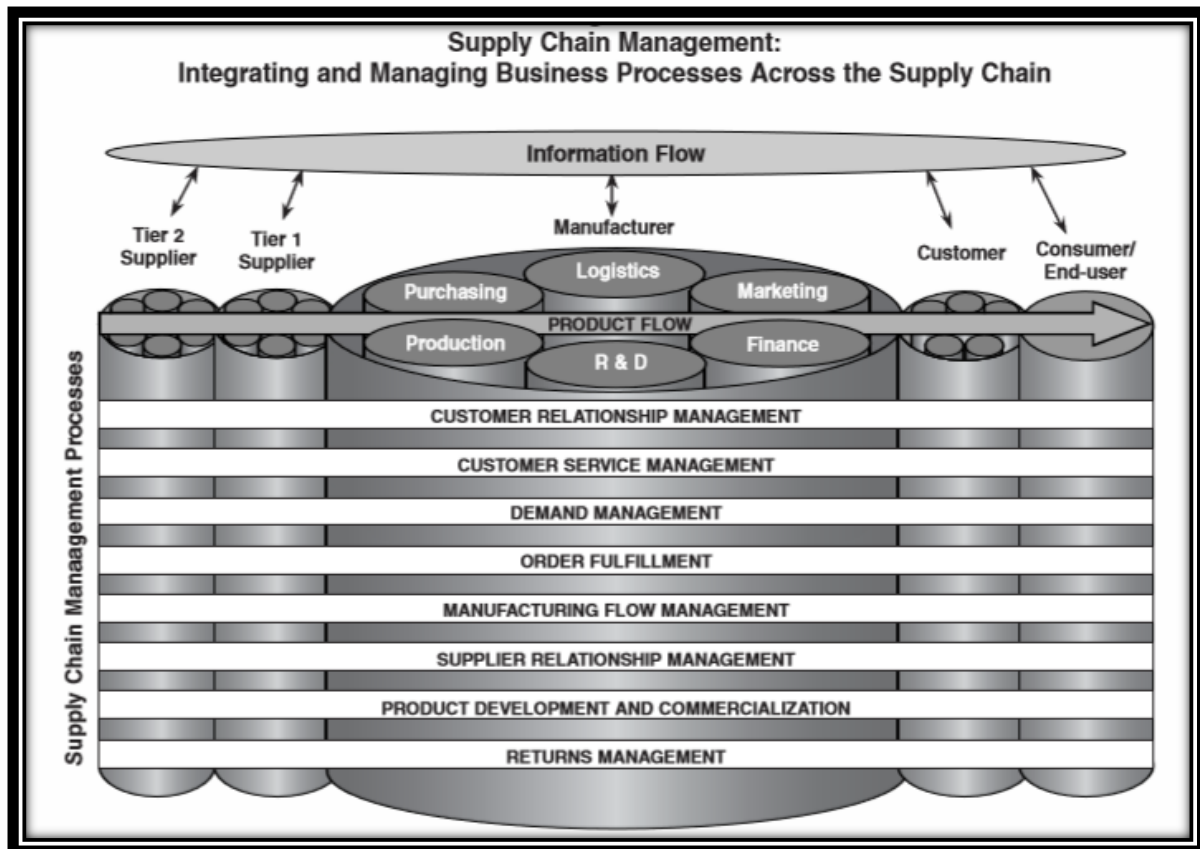 Supply Chain Management:
Integrating and Managing Business Processes Across the Supply Chain
Information Flow
Tier 2
Supplier
Tier 1
Supplier
Manufacturer
Customer
Consumer/
End-user
Logistics
Purchasing
Marketing
PRODUCT FLOW
Production
R & D
Finance
Supply Chain Manaagement Processes
CUSTOMER RELATIONSHIP MANAGEMENT
CUSTOMER SERVICE MANAGEMENT
DEMAND MANAGEMENT
ORDER FULFILLMENT
MANUFACTURING FLOW MANAGEMENT
SUPPLIER RELATIONSHIP MANAGEMENT
PRODUCT DEVELOPMENT AND COMMERCIALIZATION
RETURNS MANAGEMENT